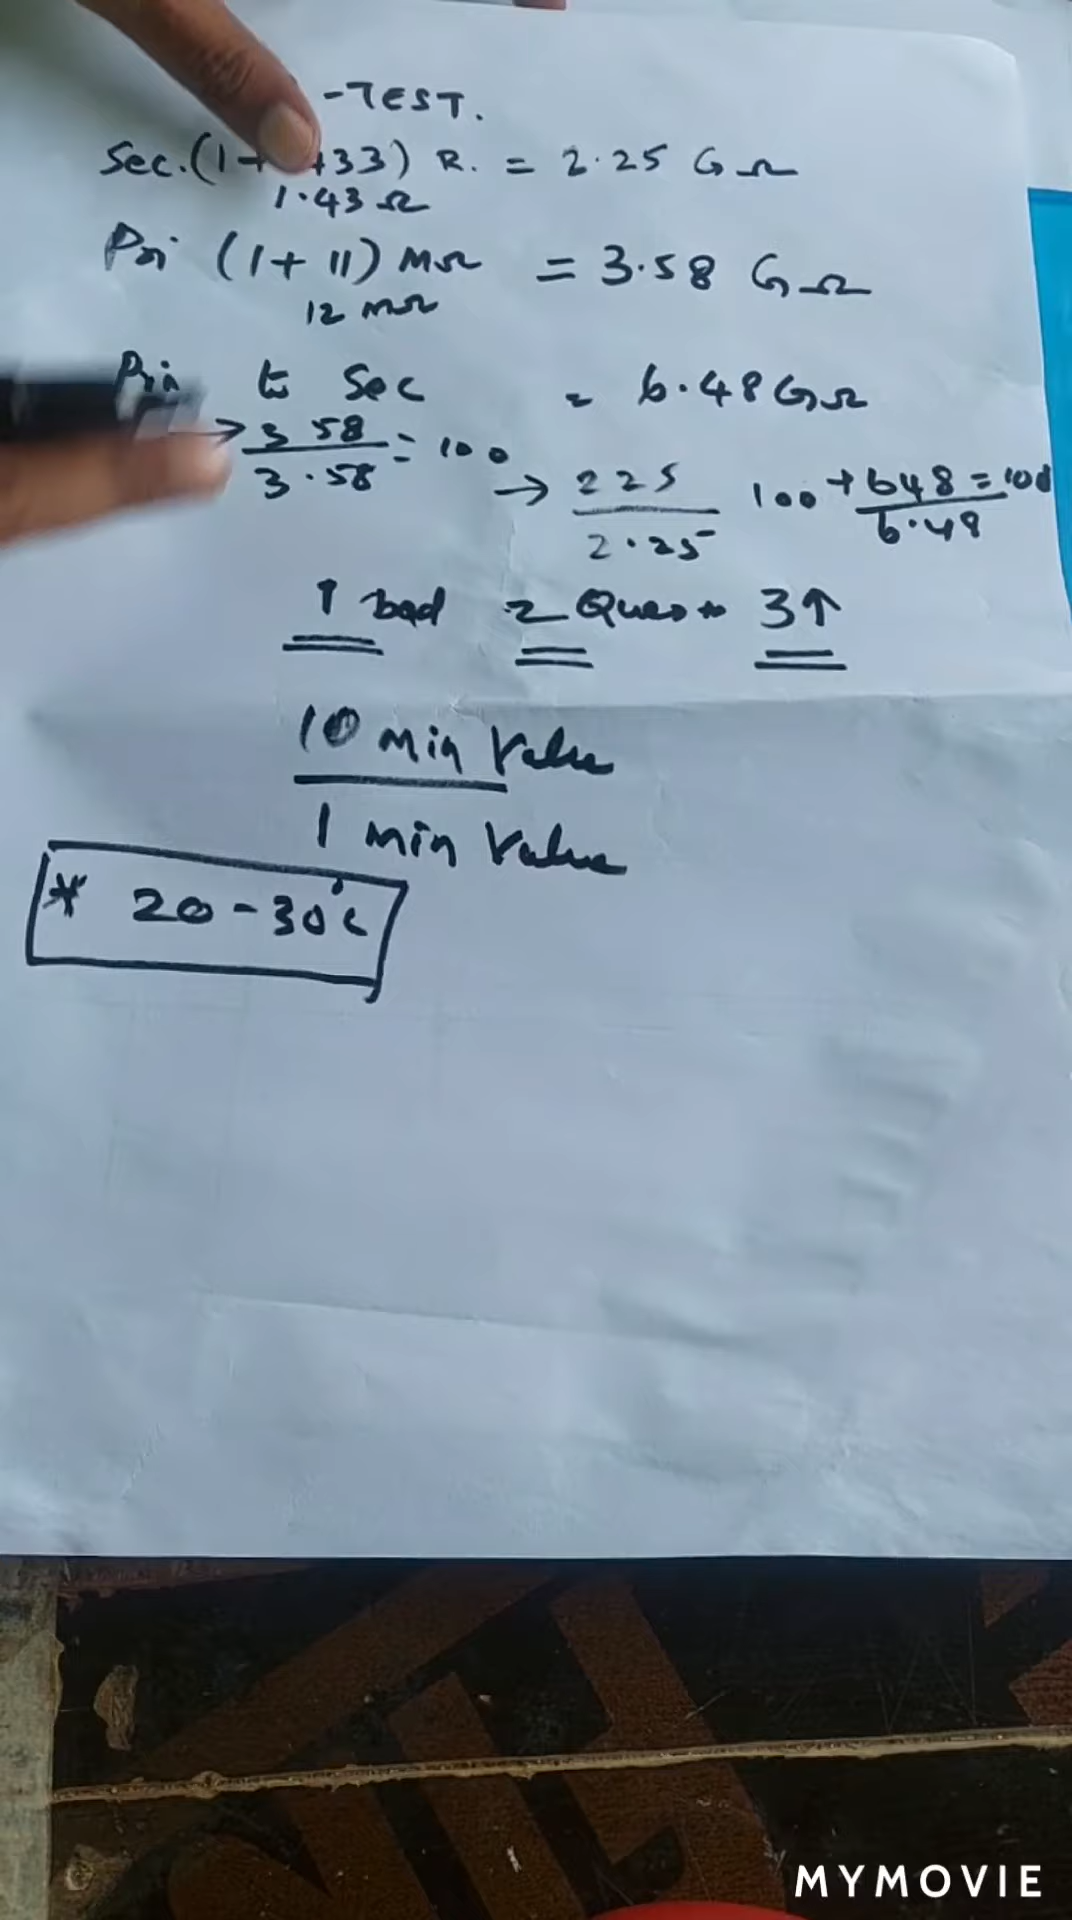 -TEST.
Sec.(1+ +33) R. = 2.25 GΩ
1.43 Ω
Pri (1+11) MΩ = 3.58 GΩ
12 MΩ
Pri to Sec = 6.48 GΩ
→ 358/3.58 = 100
→ 225/2.25 100 + 648/6.48 = 100
1 bad 2 Ques 3↑
10 Min Value
1 Min Value
* 20-30°C
MYMOVIE